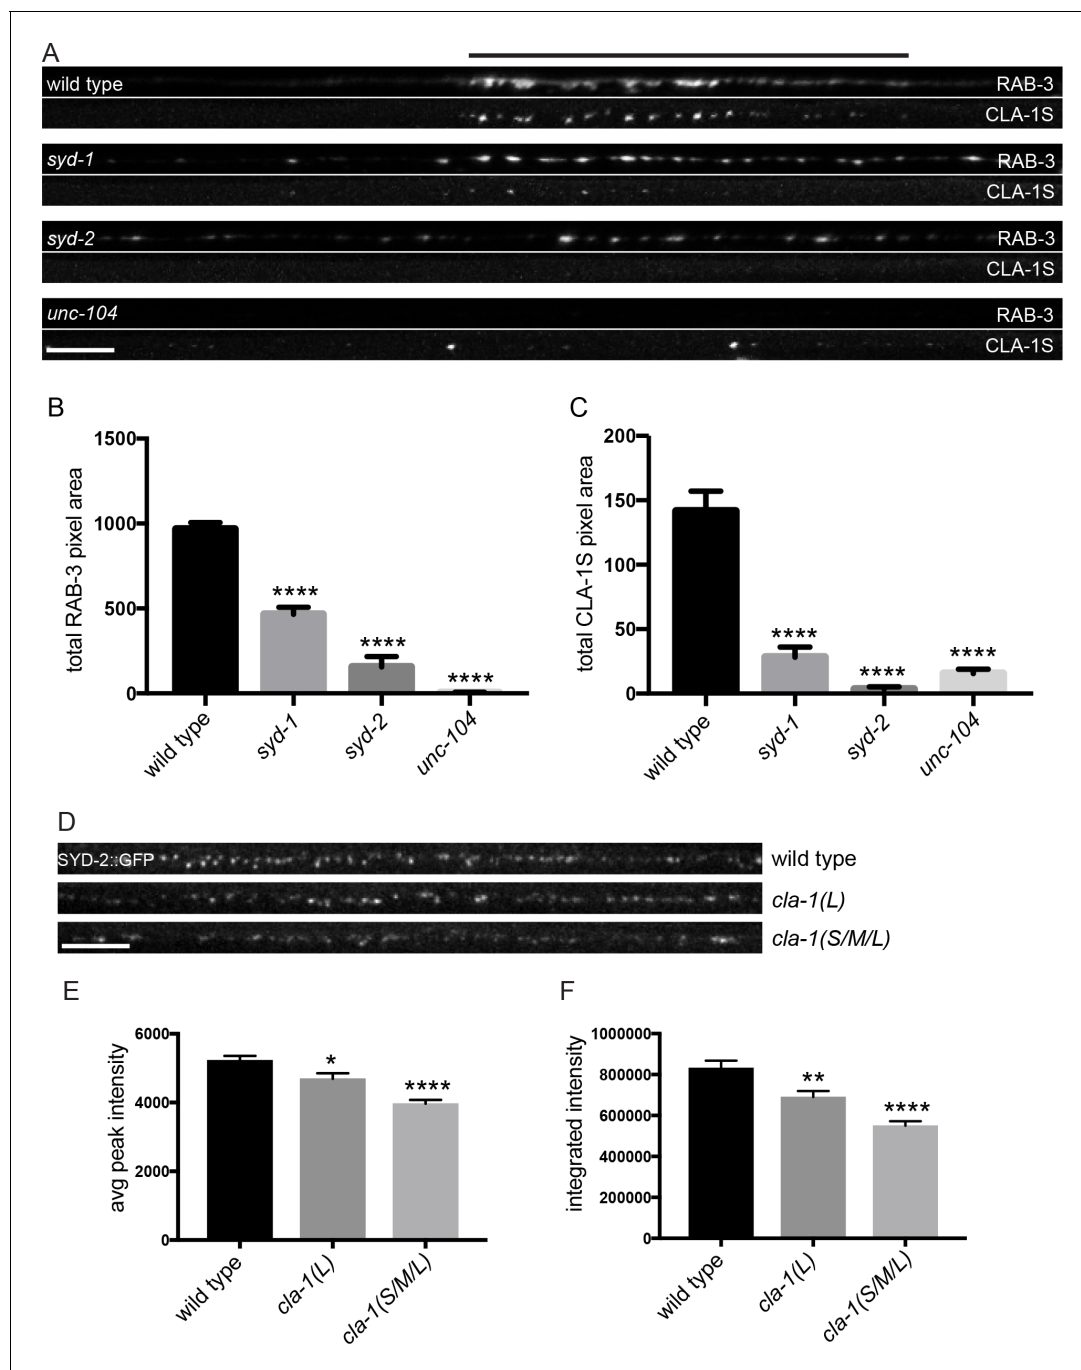 A
wild type RAB-3
CLA-1S
syd-1 RAB-3
CLA-1S
syd-2 RAB-3
CLA-1S
unc-104 RAB-3
CLA-1S
B
total RAB-3 pixel area
1500
1000
500
0
****
****
****
wild type
syd-1
syd-2
unc-104
C
total CLA-1S pixel area
200
150
100
50
0
****
****
****
wild type
syd-1
syd-2
unc-104
D
SYD-2::GFP wild type
cla-1(L)
cla-1(S/M/L)
E
avg peak intensity
6000
4000
2000
0
*
****
wild type
cla-1(L)
cla-1(S/M/L)
F
integrated intensity
1000000
800000
600000
400000
200000
0
**
****
wild type
cla-1(L)
cla-1(S/M/L)